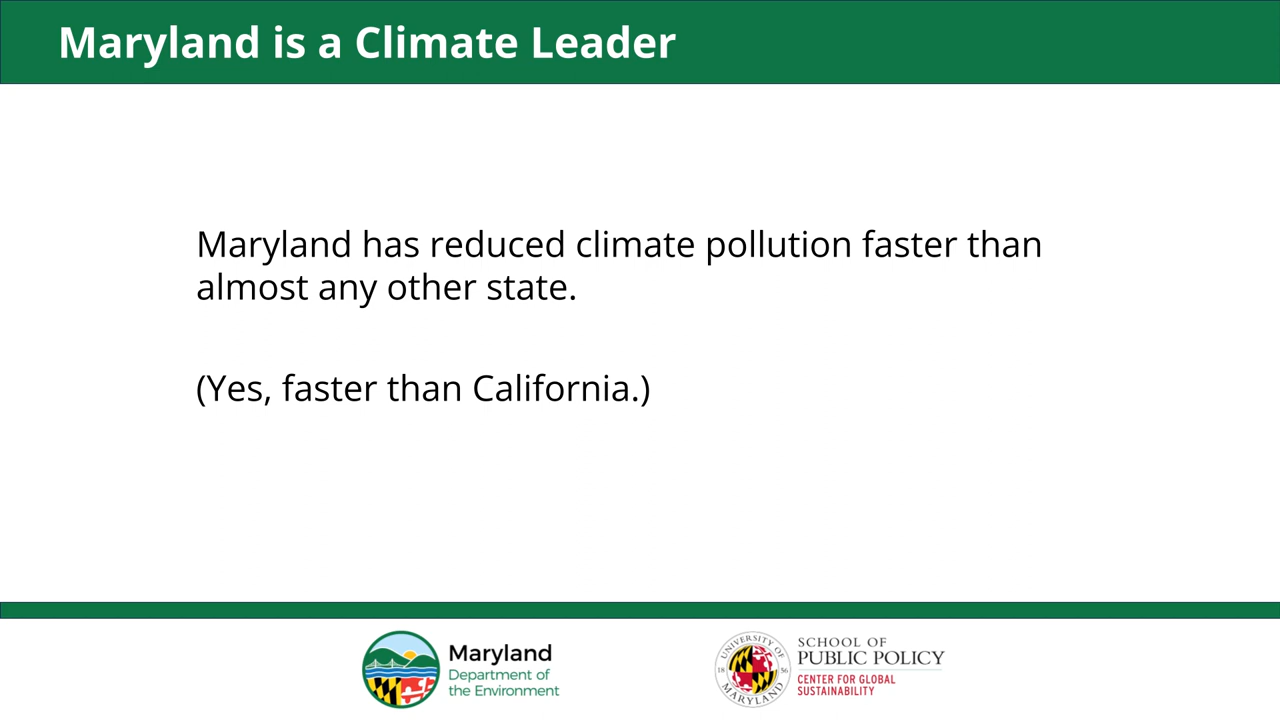 Maryland is a Climate Leader
Maryland has reduced climate pollution faster than
almost any other state.
(Yes, faster than California.)
Maryland
Department of
the Environment
UNIVERSITY OF
18 56
MARYLAND
SCHOOL OF
PUBLIC POLICY
CENTER FOR GLOBAL
SUSTAINABILITY